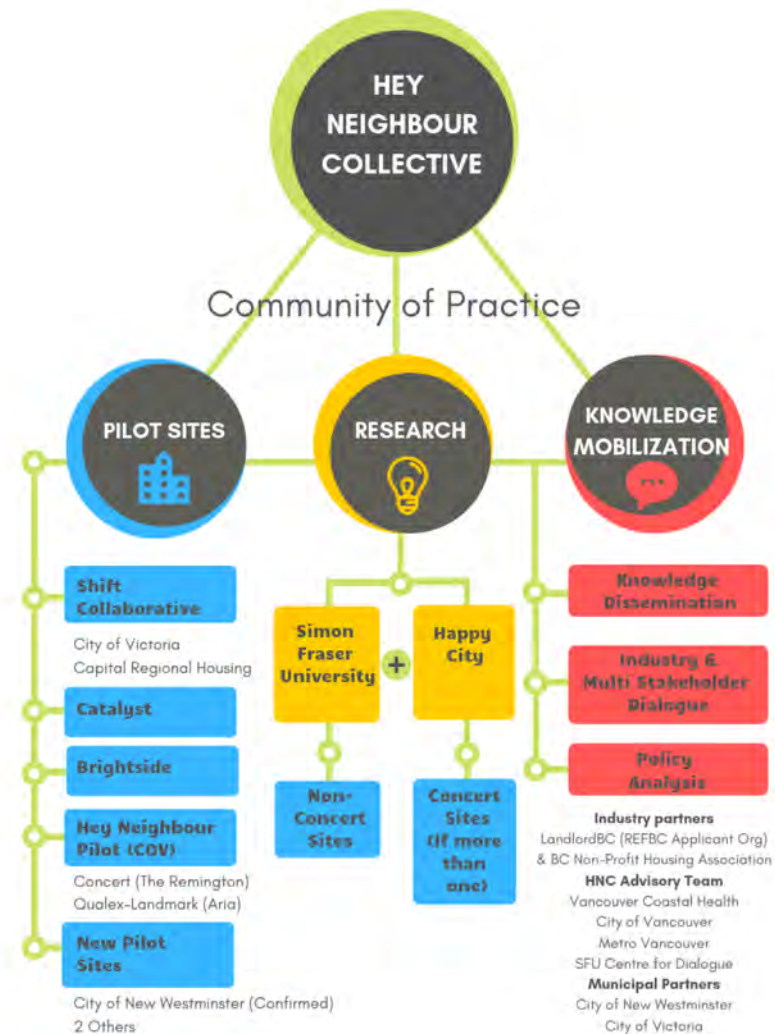 HEY
NEIGHBOUR
COLLECTIVE
Community of Practice
PILOT SITES
RESEARCH
KNOWLEDGE
MOBILIZATION
Shift
Collaborative
City of Victoria
Capital Regional Housing
Catalyst
Brightside
Hey Neighbour
Pilot (COV)
Concert (The Remington)
Qualex-Landmark (Aria)
New Pilot
Sites
City of New Westminster (Confirmed)
2 Others
Simon
Fraser
University
+
Happy
City
Non-
Concert
Sites
Concert
Sites
(If more
than
one)
Knowledge
Dissemination
Industry &
Multi Stakeholder
Dialogue
Policy
Analysis
Industry partners
LandlordBC (REFBC Applicant Org)
& BC Non-Profit Housing Association
HNC Advisory Team
Vancouver Coastal Health
City of Vancouver
Metro Vancouver
SFU Centre for Dialogue
Municipal Partners
City of New Westminster
City of Victoria